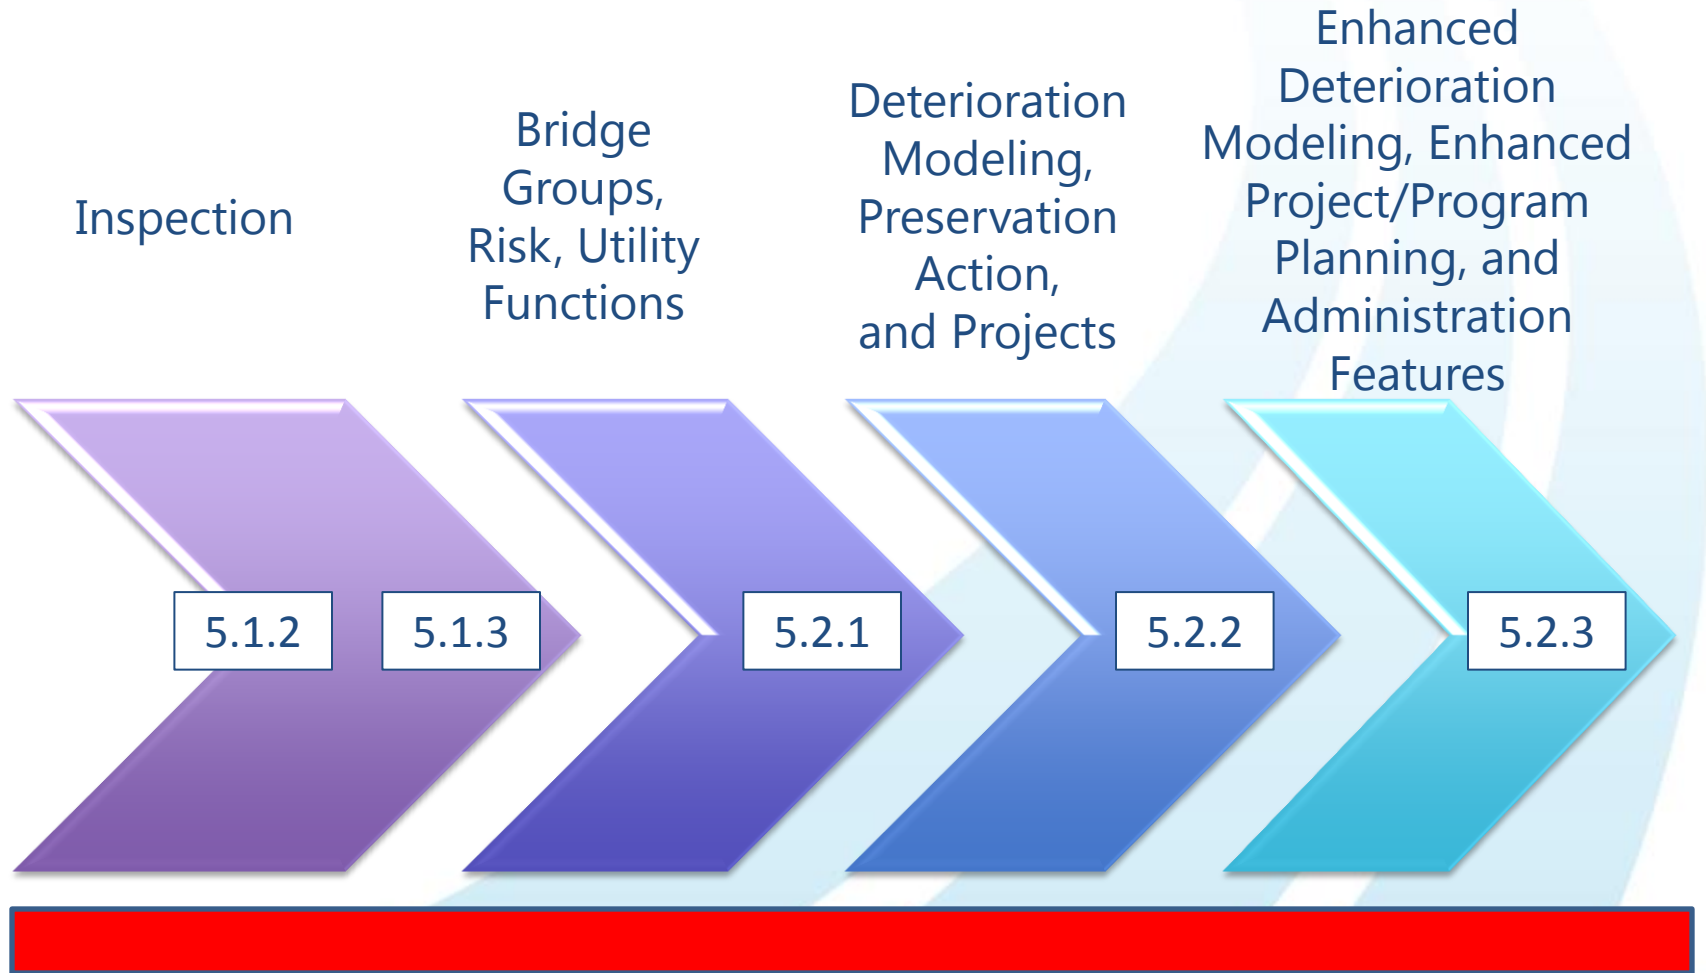 Inspection
Bridge
Groups,
Risk, Utility
Functions
Deterioration
Modeling,
Preservation
Action,
and Projects
Enhanced
Deterioration
Modeling, Enhanced
Project/Program
Planning, and
Administration
Features
5.1.2
5.1.3
5.2.1
5.2.2
5.2.3